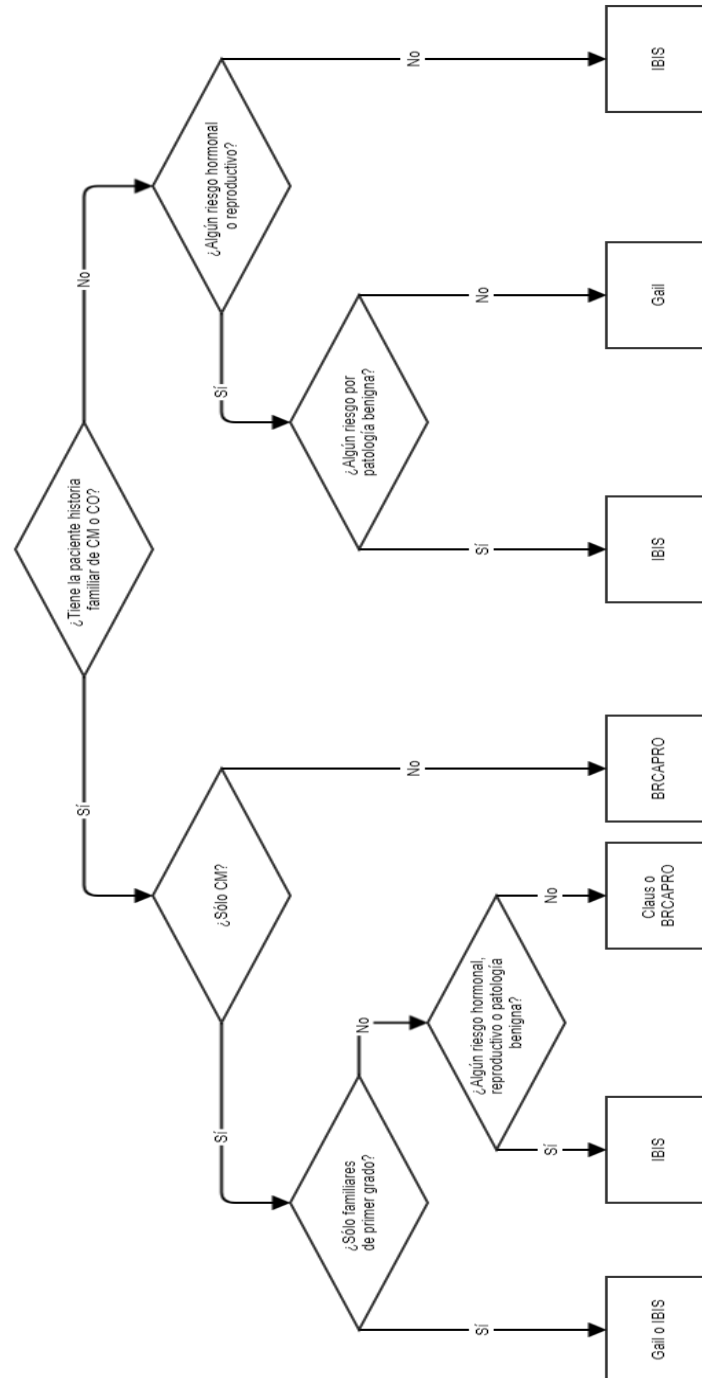 ¿Tiene la paciente historia
familiar de CM o CO?
Sí
No
¿Sólo CM?
¿Algún riesgo hormonal
o reproductivo?
Sí
No
Sí
No
¿Sólo familiares
de primer grado?
¿Algún riesgo por
patología benigna?
No
Sí
¿Algún riesgo hormonal,
reproductivo o patología
benigna?
Sí
No
Sí
No
Gail o IBIS
IBIS
Claus o
BRCAPRO
BRCAPRO
IBIS
Gail
IBIS